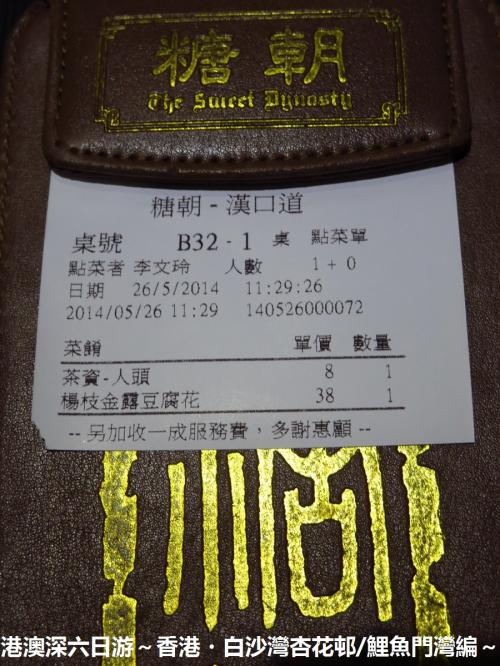 糖朝
The Sweet Dynasty
糖朝 - 漢口道
桌號 B32 - 1 桌 點菜單
點菜者 李文玲 人數 1 + 0
日期 26/5/2014 11:29:26
2014/05/26 11:29 140526000072
菜餚 單價 數量
茶資-人頭 8 1
楊枝金露豆腐花 38 1
-- 另加收一成服務費，多謝惠顧 --
港澳深六日游～香港．白沙灣杏花邨/鯉魚門灣編～